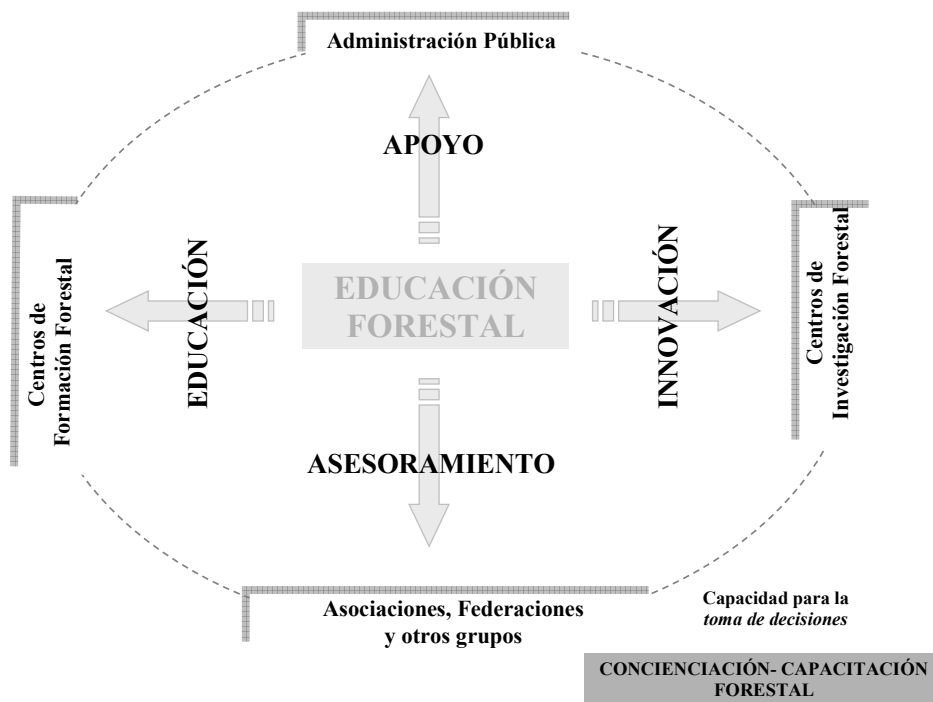 Administración Pública
APOYO
Centros de
Formación Forestal
EDUCACIÓN
EDUCACIÓN
FORESTAL
INNOVACIÓN
Centros de
Investigación Forestal
ASESORAMIENTO
Asociaciones, Federaciones
y otros grupos
Capacidad para la
toma de decisiones
CONCIENCIACIÓN- CAPACITACIÓN
FORESTAL